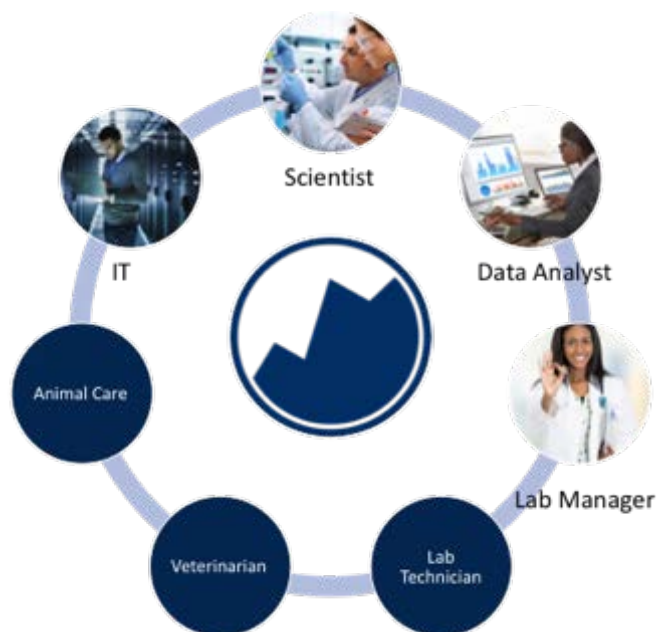 Scientist
IT
Data Analyst
Animal Care
Lab Manager
Veterinarian
Lab
Technician